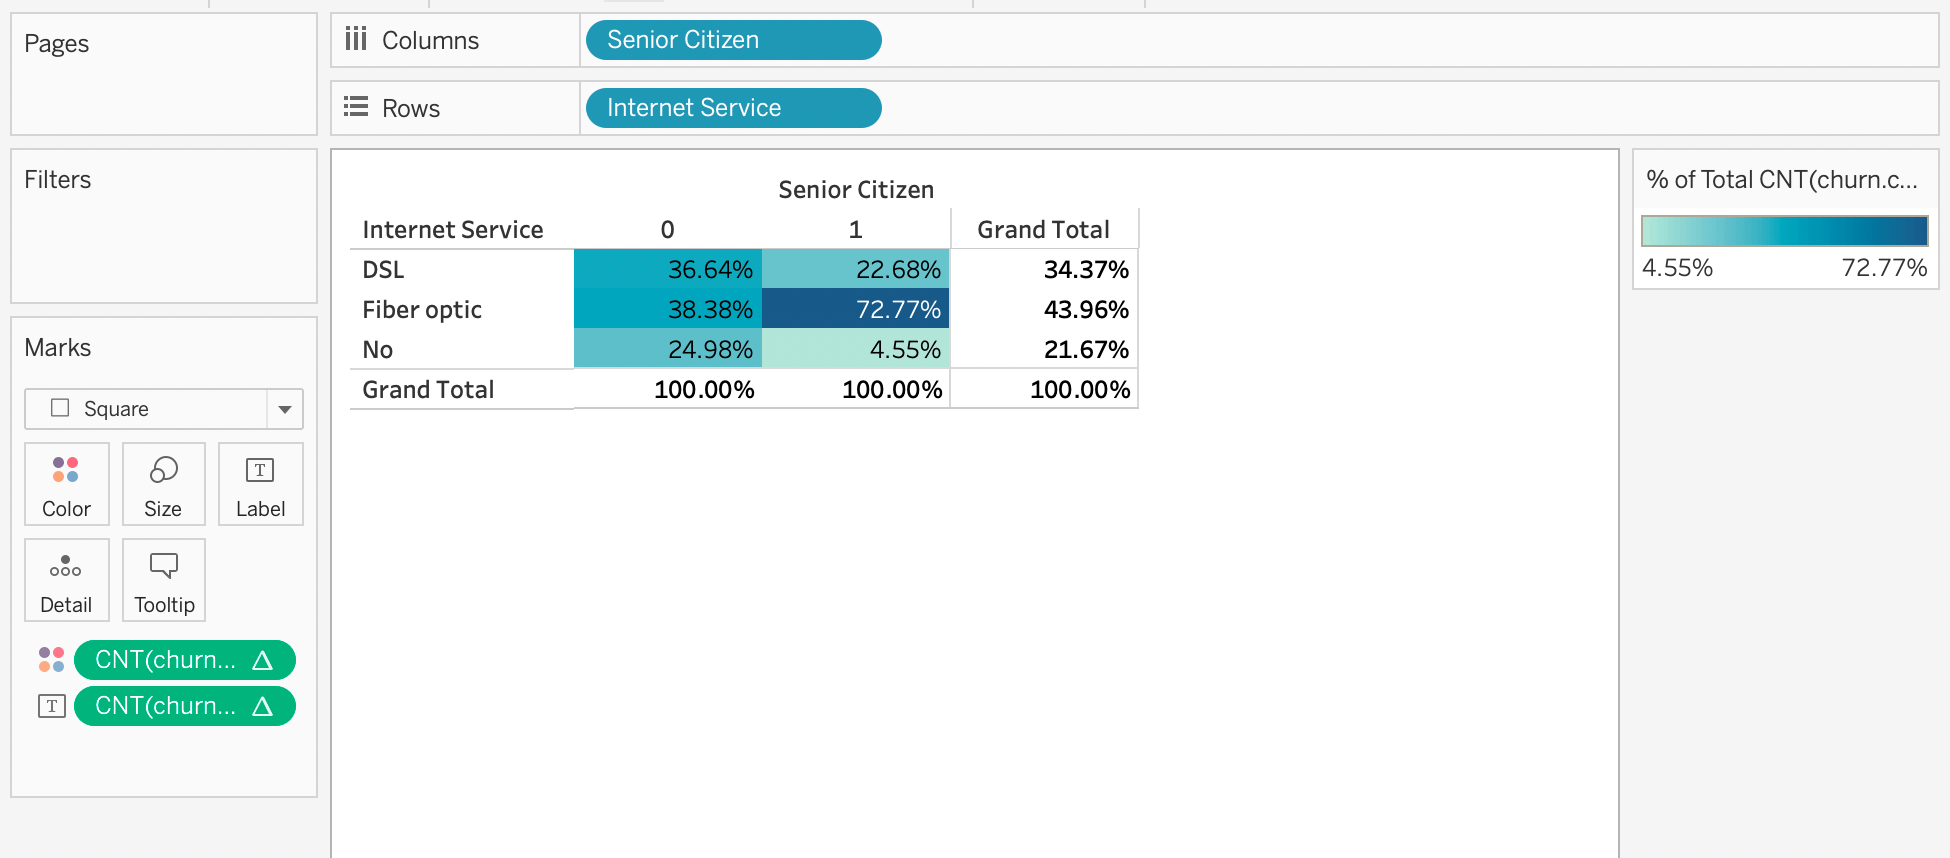 Pages
Columns
Senior Citizen
Rows
Internet Service
Filters
Marks
Square
Color
Size
T
Label
Detail
Tooltip
CNT(churn... Δ
T CNT(churn... Δ
Senior Citizen
Internet Service 0 1 Grand Total
DSL 36.64% 22.68% 34.37%
Fiber optic 38.38% 72.77% 43.96%
No 24.98% 4.55% 21.67%
Grand Total 100.00% 100.00% 100.00%
% of Total CNT(churn.c...
4.55% 72.77%